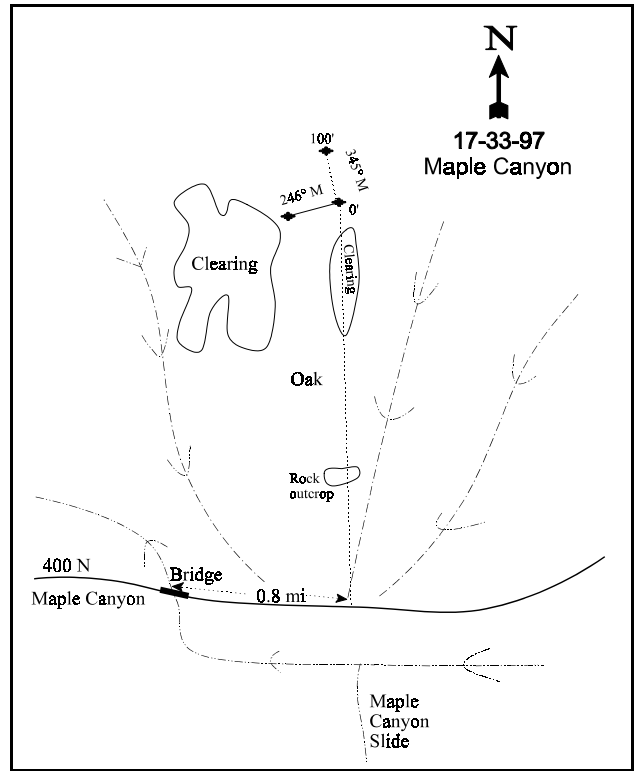 N
17-33-97
Maple Canyon
100'
345° M
246° M
0'
Clearing
Clearing
Oak
Rock
outcrop
400 N
Bridge
Maple Canyon
0.8 mi
Maple
Canyon
Slide